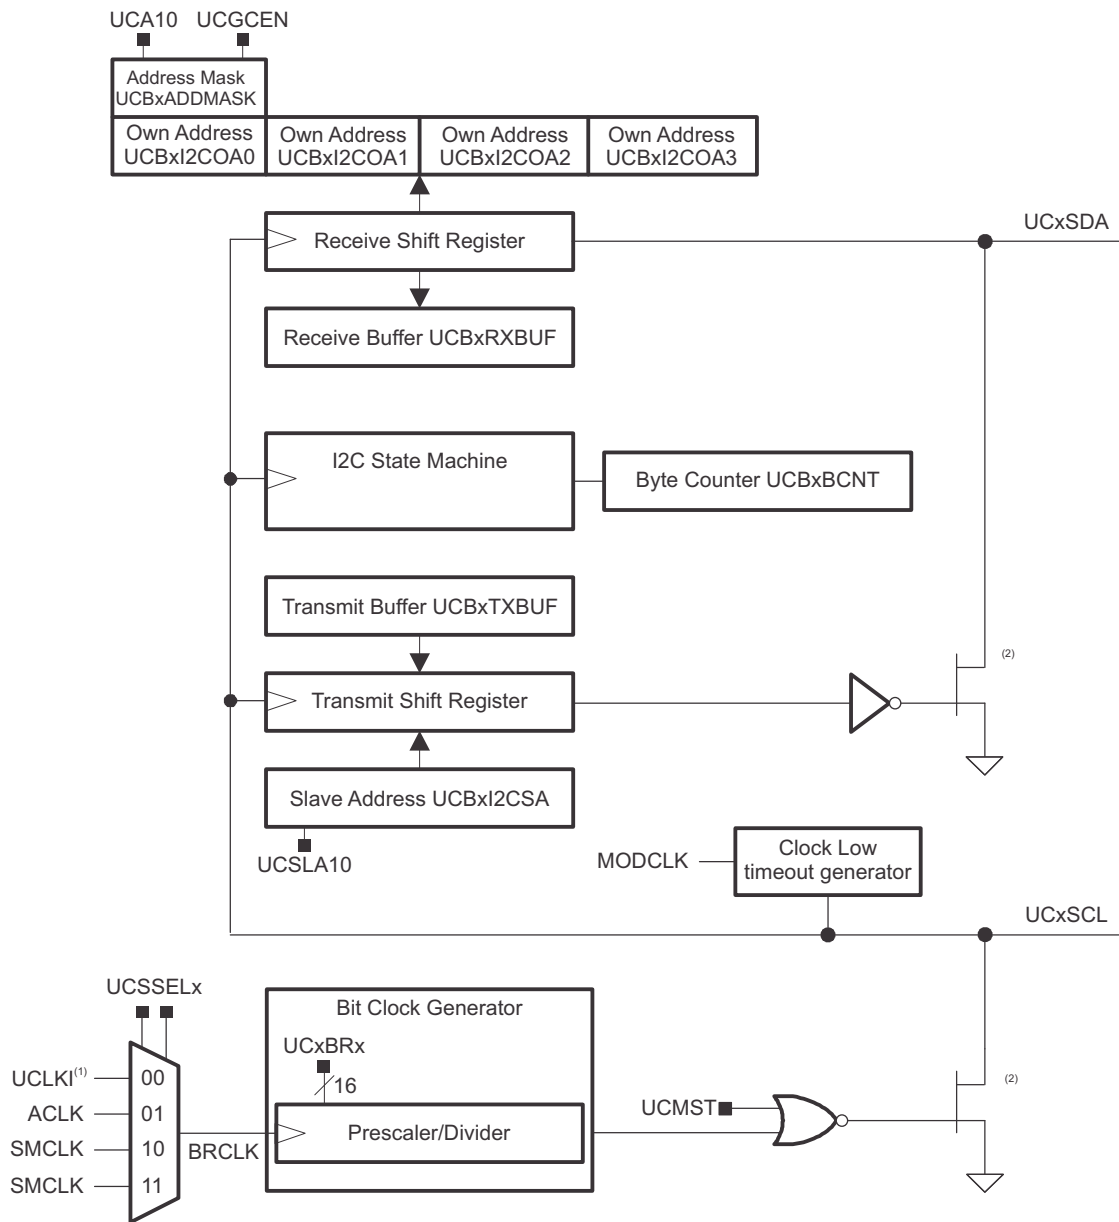 UCA10 UCGCEN
Address Mask
UCBxADDMASK
Own Address
UCBxI2COA0
Own Address
UCBxI2COA1
Own Address
UCBxI2COA2
Own Address
UCBxI2COA3
Receive Shift Register
UCxSDA
Receive Buffer UCBxRXBUF
I2C State Machine
Byte Counter UCBxBCNT
Transmit Buffer UCBxTXBUF
(2)
Transmit Shift Register
Slave Address UCBxI2CSA
UCSLA10
MODCLK
Clock Low
timeout generator
UCxSCL
UCSSELx
Bit Clock Generator
UCxBRx
16
UCLKI(1) 00
ACLK 01
SMCLK 10
SMCLK 11
BRCLK
Prescaler/Divider
UCMST
(2)